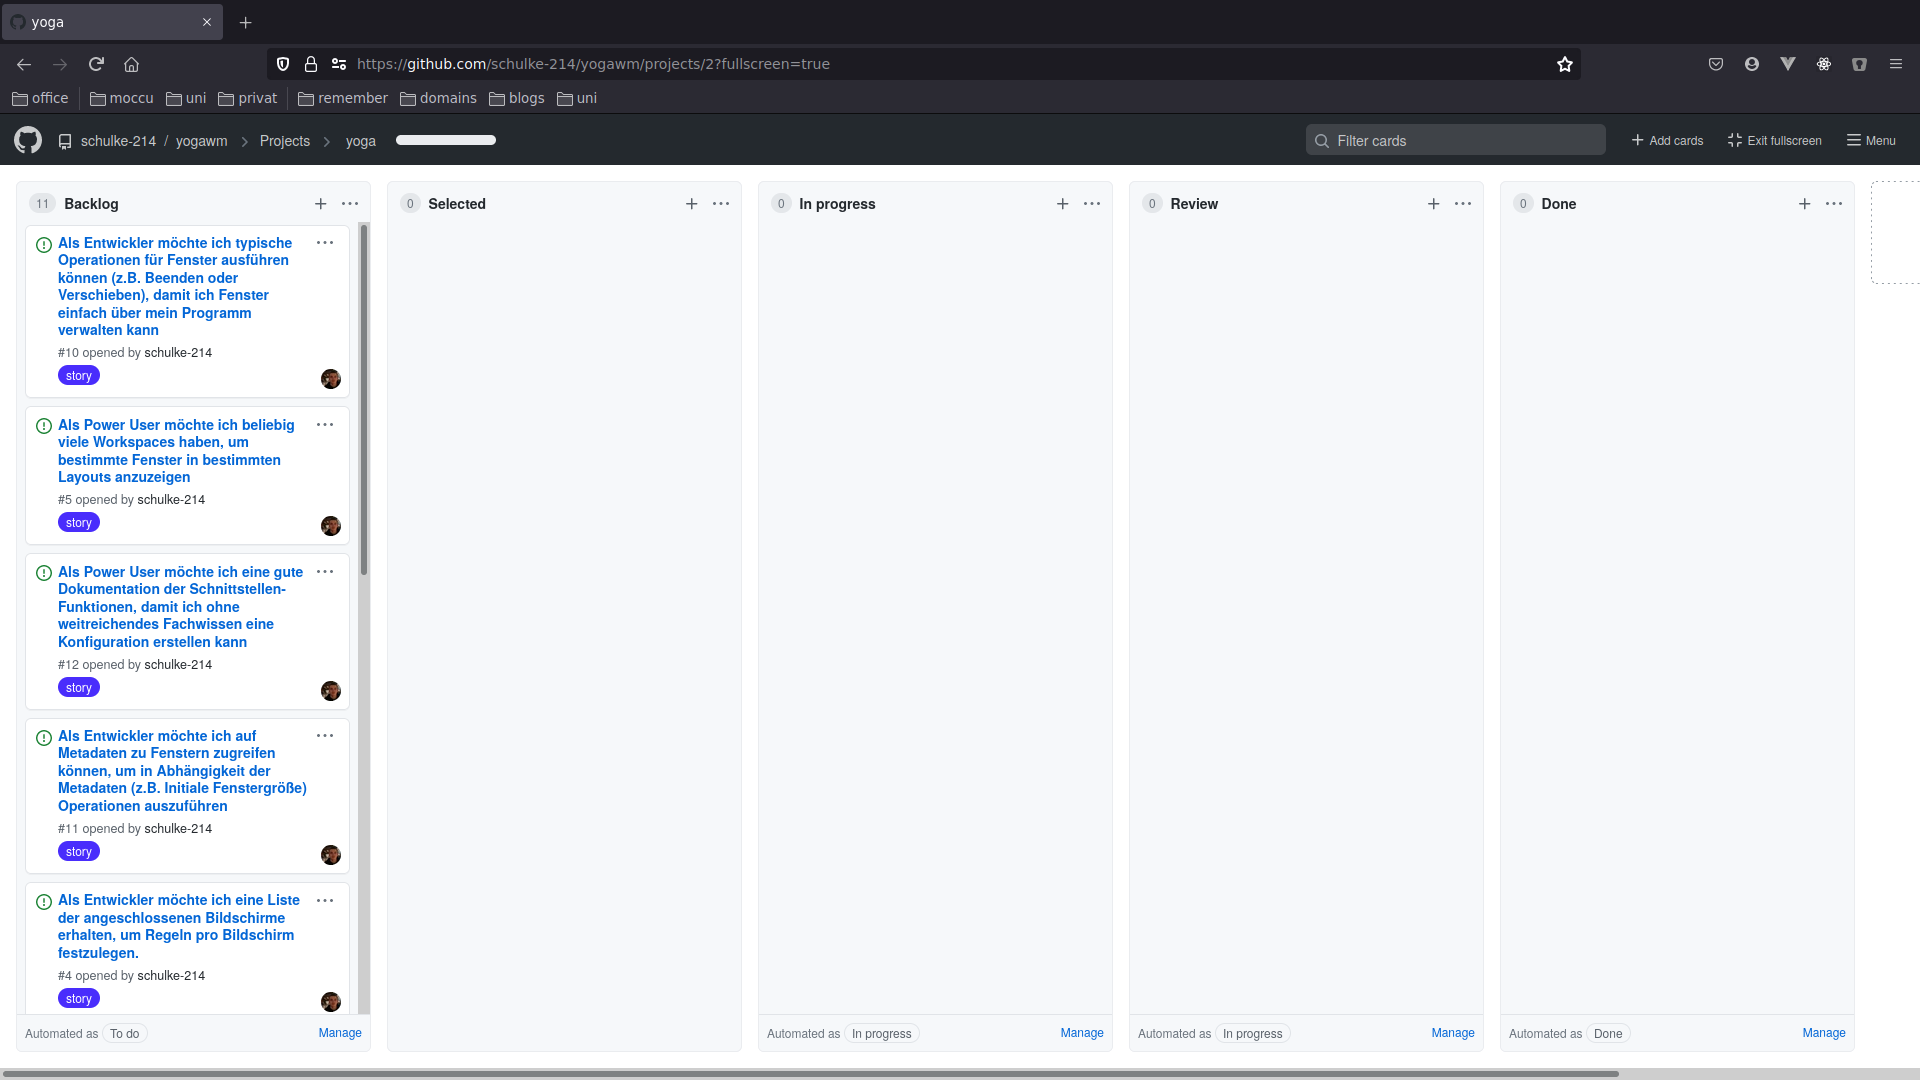 yoga
https://github.com/schulke-214/yogawm/projects/2?fullscreen=true
office moccu uni privat remember domains blogs uni
schulke-214 / yogawm Projects yoga Filter cards Add cards Exit fullscreen Menu
11 Backlog
Als Entwickler möchte ich typische
Operationen für Fenster ausführen
können (z.B. Beenden oder
Verschieben), damit ich Fenster
einfach über mein Programm
verwalten kann
#10 opened by schulke-214
story
Als Power User möchte ich beliebig
viele Workspaces haben, um
bestimmte Fenster in bestimmten
Layouts anzuzeigen
#5 opened by schulke-214
story
Als Power User möchte ich eine gute
Dokumentation der Schnittstellen-
Funktionen, damit ich ohne
weitreichendes Fachwissen eine
Konfiguration erstellen kann
#12 opened by schulke-214
story
Als Entwickler möchte ich auf
Metadaten zu Fenstern zugreifen
können, um in Abhängigkeit der
Metadaten (z.B. Initiale Fenstergröße)
Operationen auszuführen
#11 opened by schulke-214
story
Als Entwickler möchte ich eine Liste
der angeschlossenen Bildschirme
erhalten, um Regeln pro Bildschirm
festzulegen.
#4 opened by schulke-214
story
Automated as To do Manage
0 Selected
0 In progress
Automated as In progress Manage
0 Review
Automated as In progress Manage
0 Done
Automated as Done Manage